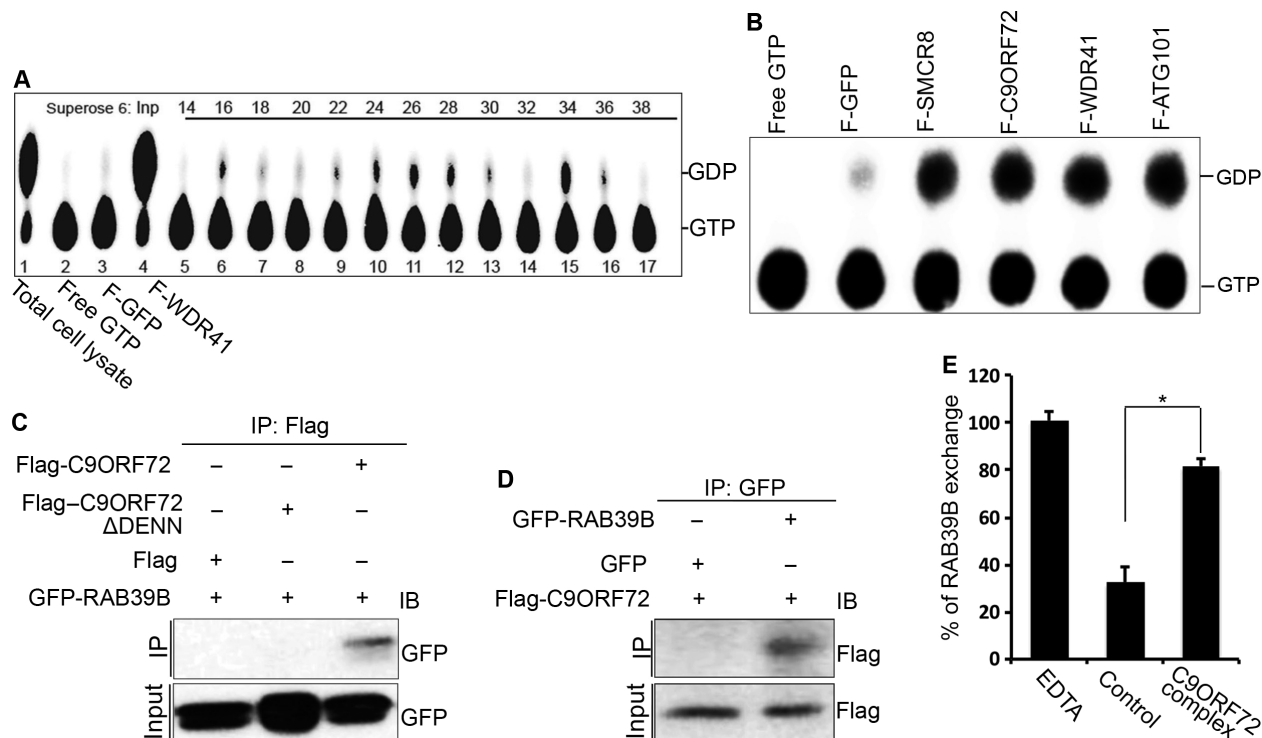 A
Superose 6: Inp 14 16 18 20 22 24 26 28 30 32 34 36 38
GDP
GTP
1 2 3 4 5 6 7 8 9 10 11 12 13 14 15 16 17
Total cell lysate
Free GTP
F-GFP
F-WDR41
B
Free GTP
F-GFP
F-SMCR8
F-C9ORF72
F-WDR41
F-ATG101
GDP
GTP
C
IP: Flag
Flag-C9ORF72 – – +
Flag–C9ORF72
ΔDENN – + –
Flag + – –
GFP-RAB39B + + + IB
IP GFP
Input GFP
D
IP: GFP
GFP-RAB39B – +
GFP + –
Flag-C9ORF72 + + IB
IP Flag
Input Flag
E
% of RAB39B exchange
120
100
80
60
40
20
0
*
EDTA
Control
C9ORF72
complex